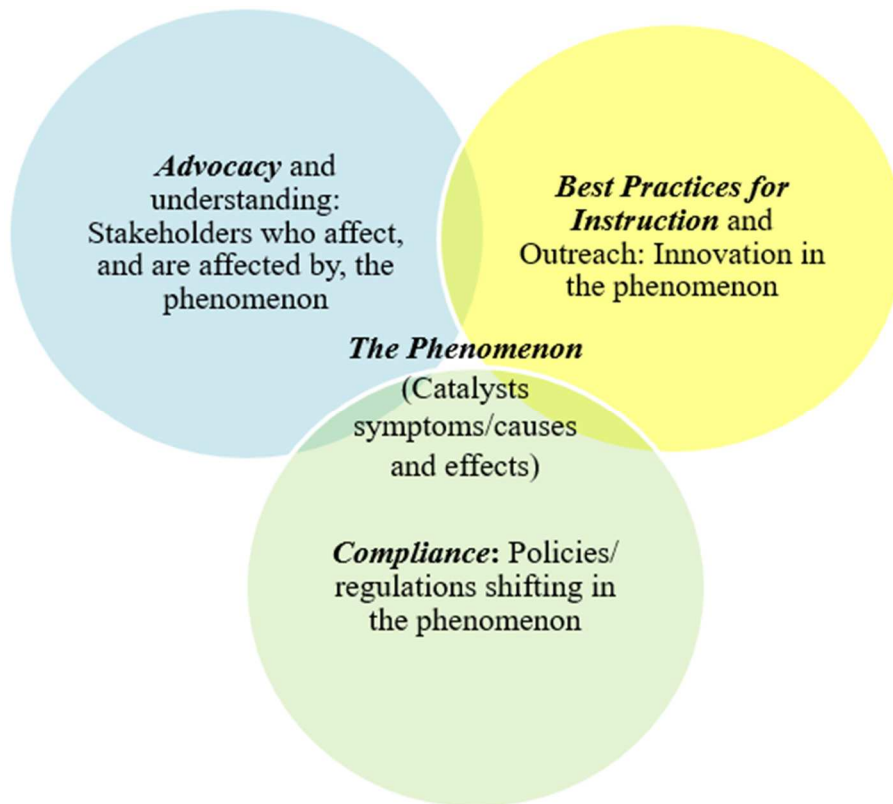 Advocacy and
understanding:
Stakeholders who affect,
and are affected by, the
phenomenon
Best Practices for
Instruction and
Outreach: Innovation in
the phenomenon
The Phenomenon
(Catalysts
symptoms/causes
and effects)
Compliance: Policies/
regulations shifting in
the phenomenon